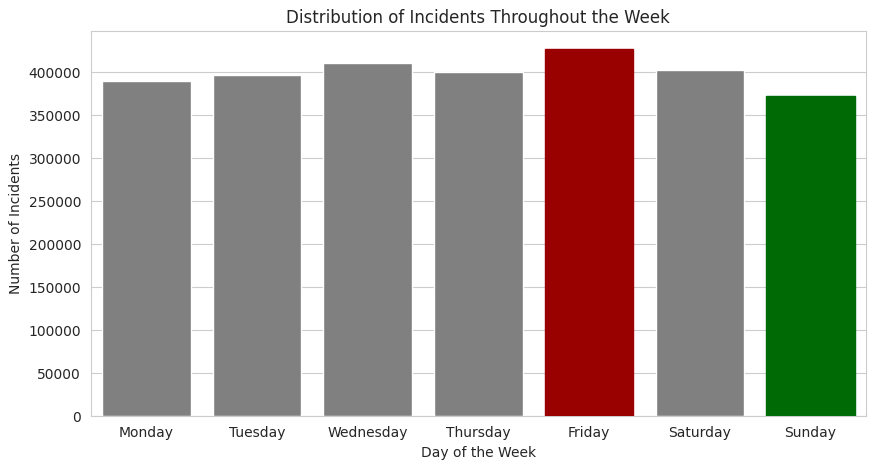 Distribution of Incidents Throughout the Week
Number of Incidents
400000
350000
300000
250000
200000
150000
100000
50000
0
Monday Tuesday Wednesday Thursday Friday Saturday Sunday
Day of the Week